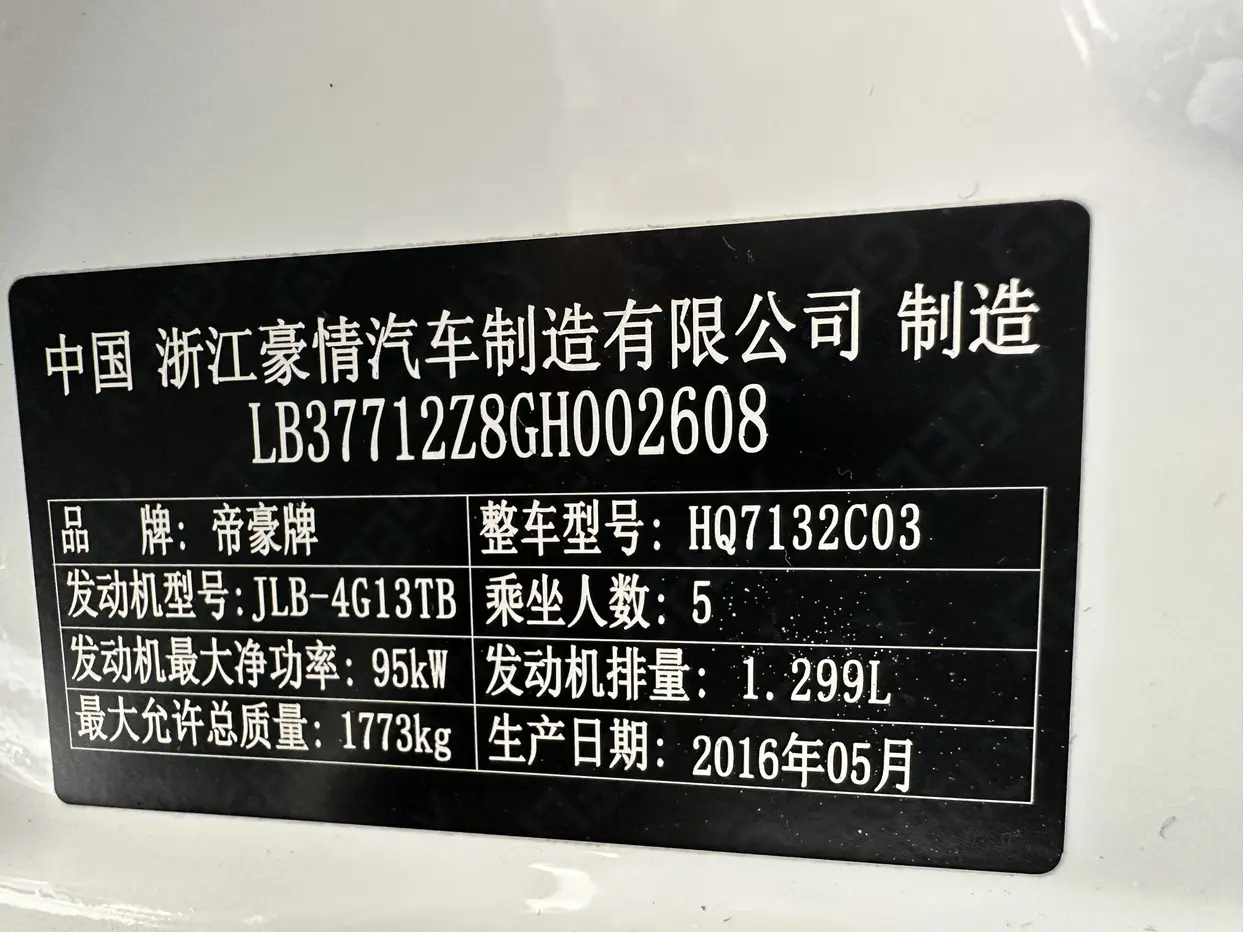 中国 浙江豪情汽车制造有限公司 制造
LB37712Z8GH002608
品 牌: 帝豪牌 整车型号: HQ7132C03
发动机型号:JLB-4G13TB 乘坐人数: 5
发动机最大净功率: 95kW 发动机排量: 1.299L
最大允许总质量: 1773kg 生产日期: 2016年05月